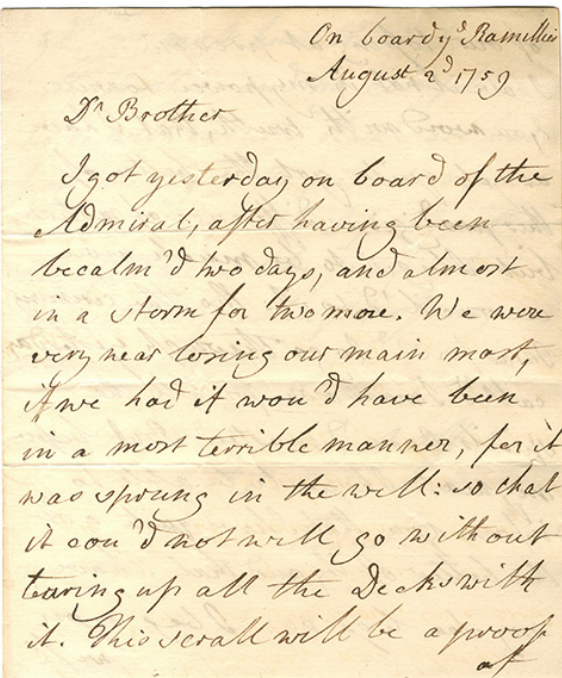 On board yᵉ Ramillies
August 2ᵈ 1759
Dʳ Brother
I got yesterday on board of the
Admiral, after having been
becalm'd two days, and almost
in a storm for two more. We were
very near losing our main mast,
if we had it wou'd have been
in a most terrible manner, for it
was sprung in the well: so that
it cou'd not well go without
tearing up all the Decks with
it. This scrall will be a proof
of